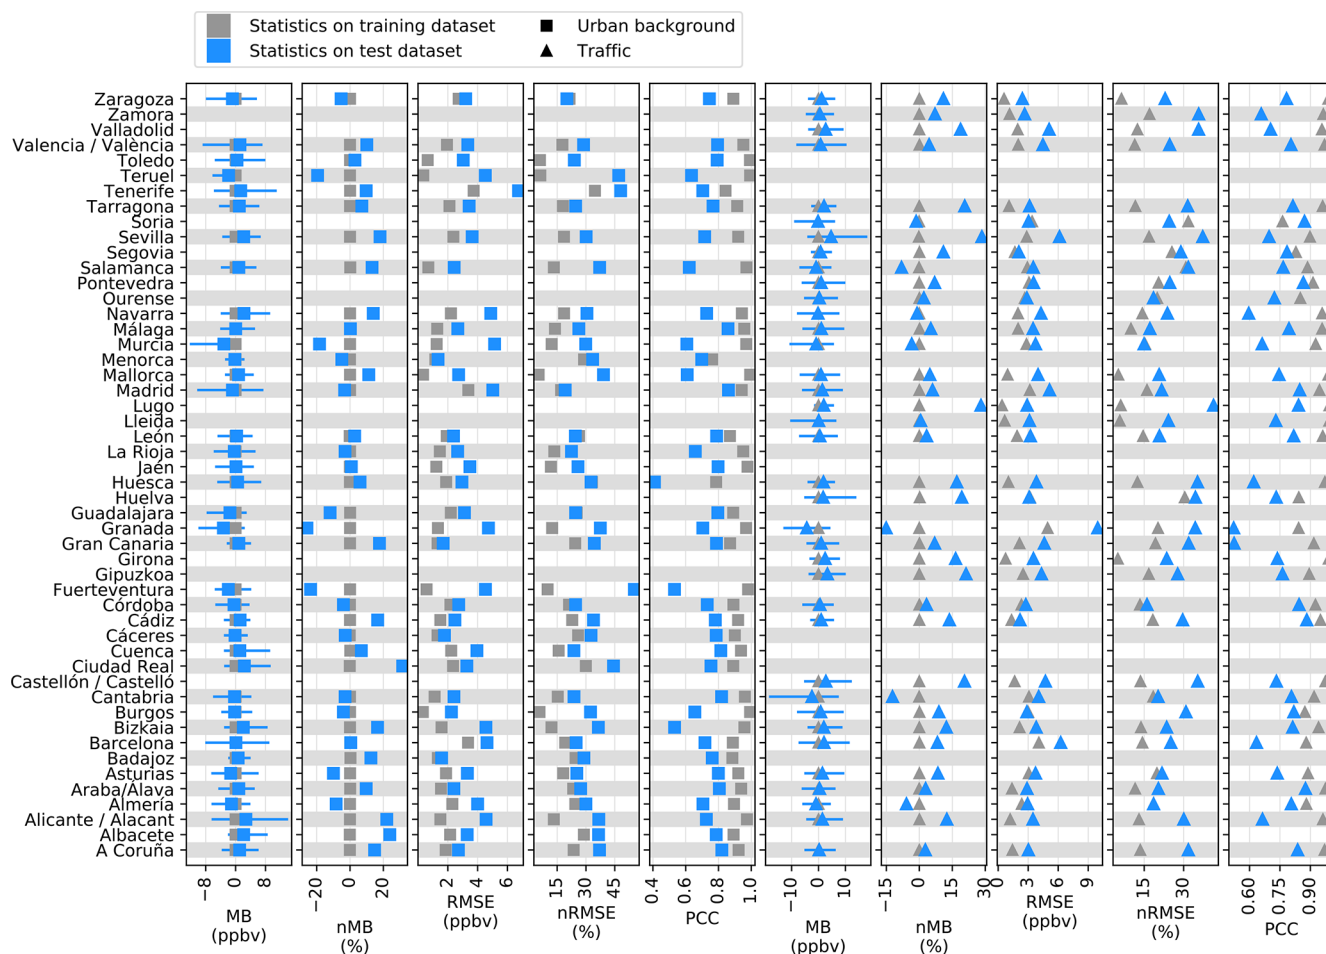 Statistics on training dataset
Urban background
Statistics on test dataset
Traffic
Zaragoza
Zamora
Valladolid
Valencia / València
Toledo
Teruel
Tenerife
Tarragona
Soria
Sevilla
Segovia
Salamanca
Pontevedra
Ourense
Navarra
Málaga
Murcia
Menorca
Mallorca
Madrid
Lugo
Lleida
León
La Rioja
Jaén
Huesca
Huelva
Guadalajara
Granada
Gran Canaria
Girona
Gipuzkoa
Fuerteventura
Córdoba
Cádiz
Cáceres
Cuenca
Ciudad Real
Castellón / Castelló
Cantabria
Burgos
Bizkaia
Barcelona
Badajoz
Asturias
Araba/Álava
Almería
Alicante / Alacant
Albacete
A Coruña
-8 0 8
−20 0 20
2 4 6
15 30 45
0.4 0.6 0.8 1.0
−10 0 10
−15 0 15 30
0 3 6 9
15 30
0.60 0.75 0.90
MB
(ppbv)
nMB
(%)
RMSE
(ppbv)
nRMSE
(%)
PCC
MB
(ppbv)
nMB
(%)
RMSE
(ppbv)
nRMSE
(%)
PCC